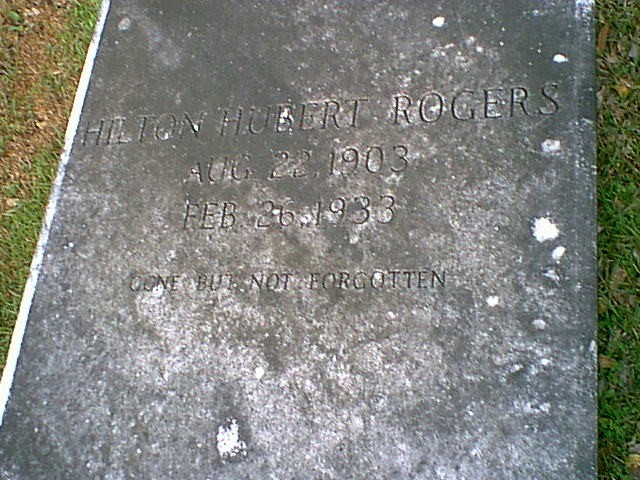 HILTON HUBERT ROGERS
AUG. 22, 1903
FEB. 26, 1933
GONE BUT NOT FORGOTTEN